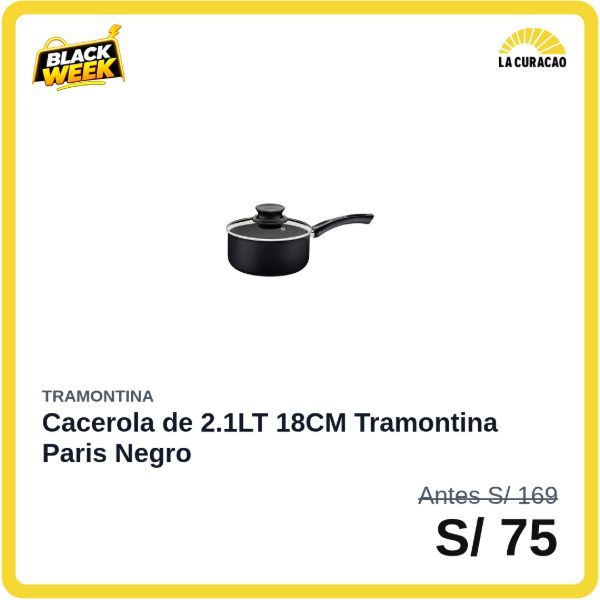 BLACK
WEEK
LA CURACAO
TRAMONTINA
Cacerola de 2.1LT 18CM Tramontina
Paris Negro
Antes S/ 169
S/ 75